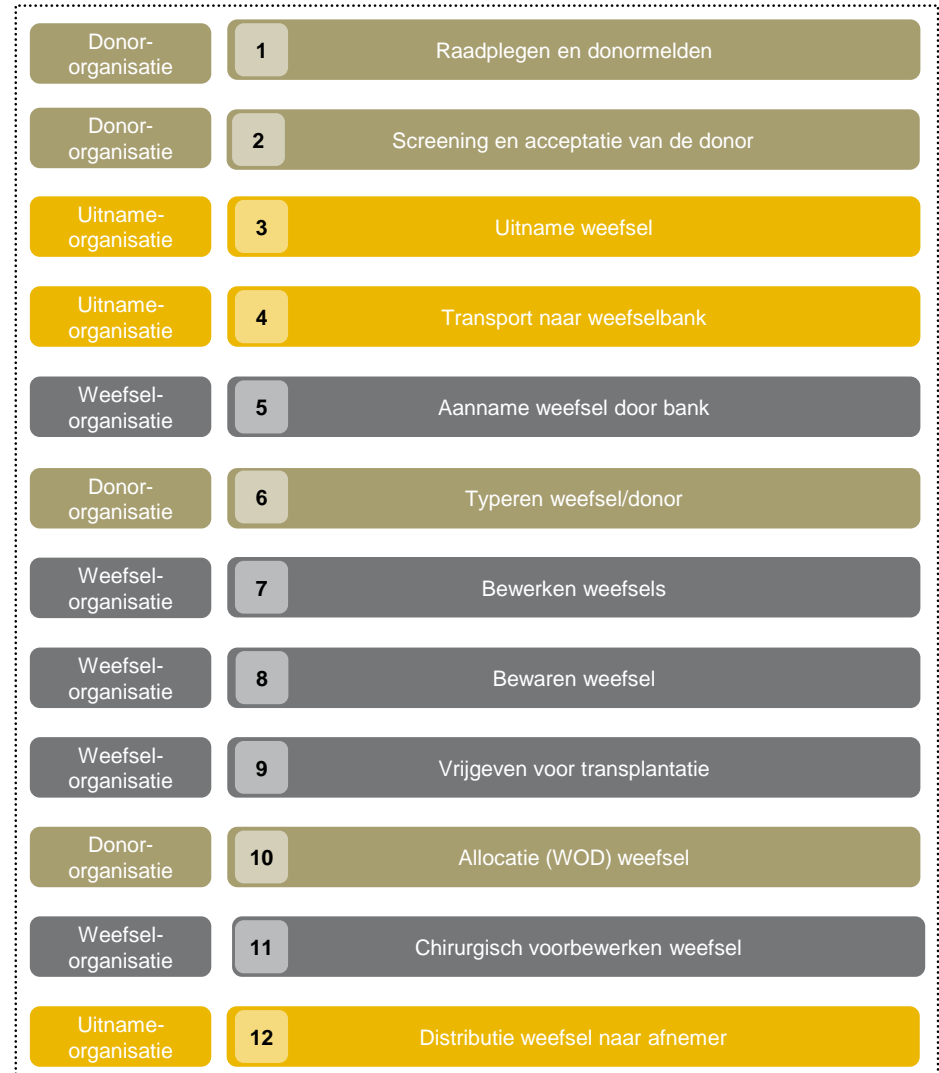 Donor-
organisatie
1
Raadplegen en donormelden
Donor-
organisatie
2
Screening en acceptatie van de donor
Uitname-
organisatie
3
Uitname weefsel
Uitname-
organisatie
4
Transport naar weefselbank
Weefsel-
organisatie
5
Aanname weefsel door bank
Donor-
organisatie
6
Typeren weefsel/donor
Weefsel-
organisatie
7
Bewerken weefsels
Weefsel-
organisatie
8
Bewaren weefsel
Weefsel-
organisatie
9
Vrijgeven voor transplantatie
Donor-
organisatie
10
Allocatie (WOD) weefsel
Weefsel-
organisatie
11
Chirurgisch voorbewerken weefsel
Uitname-
organisatie
12
Distributie weefsel naar afnemer